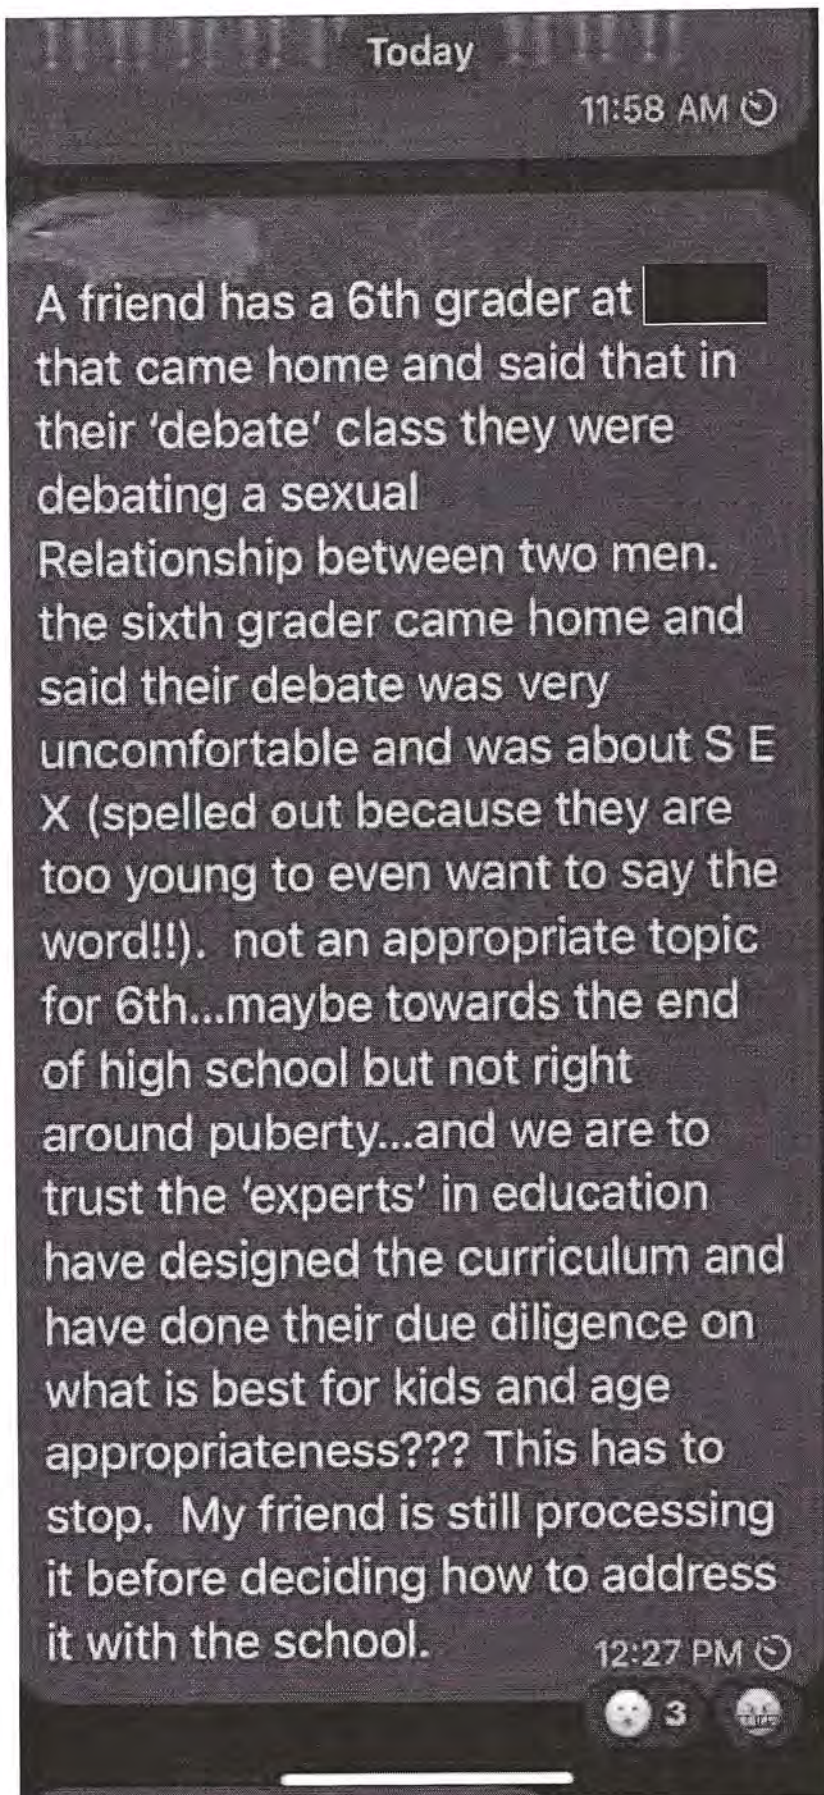 Today
11:58 AM
A friend has a 6th grader at
that came home and said that in
their ‘debate’ class they were
debating a sexual
Relationship between two men.
the sixth grader came home and
said their debate was very
uncomfortable and was about S E
X (spelled out because they are
too young to even want to say the
word!!).  not an appropriate topic
for 6th...maybe towards the end
of high school but not right
around puberty...and we are to
trust the ‘experts’ in education
have designed the curriculum and
have done their due diligence on
what is best for kids and age
appropriateness??? This has to
stop.  My friend is still processing
it before deciding how to address
it with the school.
12:27 PM
3